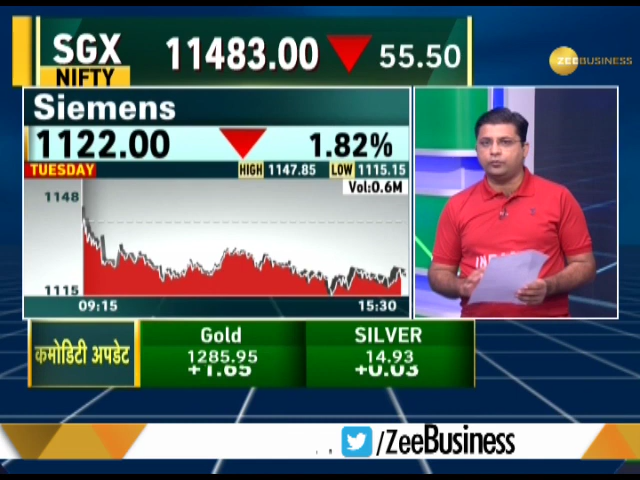 SGX
NIFTY
11483.00 55.50
ZEEBUSINESS
Siemens
1122.00 1.82%
TUESDAY HIGH 1147.85 LOW 1115.15
Vol:0.6M
1148
1115
09:15 15:30
कमोडिटी अपडेट
Gold
1285.95
+1.65
SILVER
14.93
+0.03
/ZeeBusiness